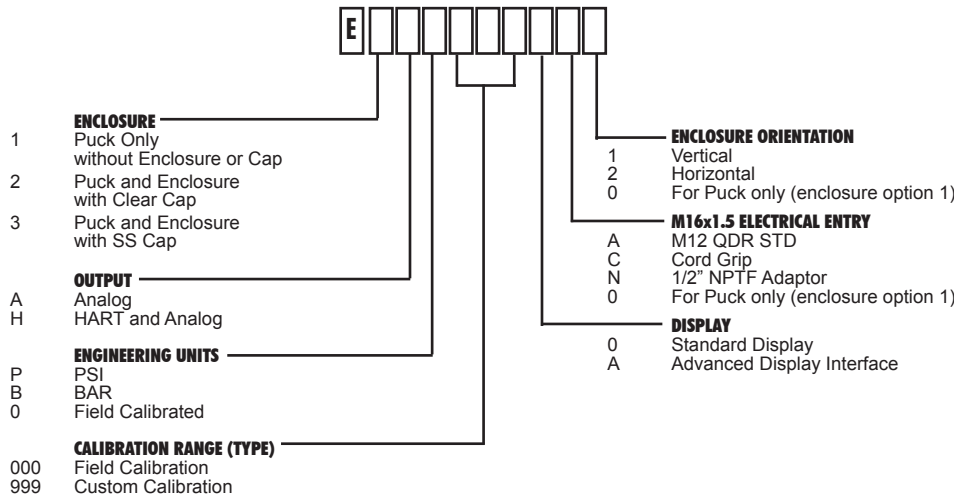 E
ENCLOSURE
1 Puck Only
without Enclosure or Cap
2 Puck and Enclosure
with Clear Cap
3 Puck and Enclosure
with SS Cap
OUTPUT
A Analog
H HART and Analog
ENGINEERING UNITS
P PSI
B BAR
0 Field Calibrated
CALIBRATION RANGE (TYPE)
000 Field Calibration
999 Custom Calibration
ENCLOSURE ORIENTATION
1 Vertical
2 Horizontal
0 For Puck only (enclosure option 1)
M16x1.5 ELECTRICAL ENTRY
A M12 QDR STD
C Cord Grip
N 1/2” NPTF Adaptor
0 For Puck only (enclosure option 1)
DISPLAY
0 Standard Display
A Advanced Display Interface